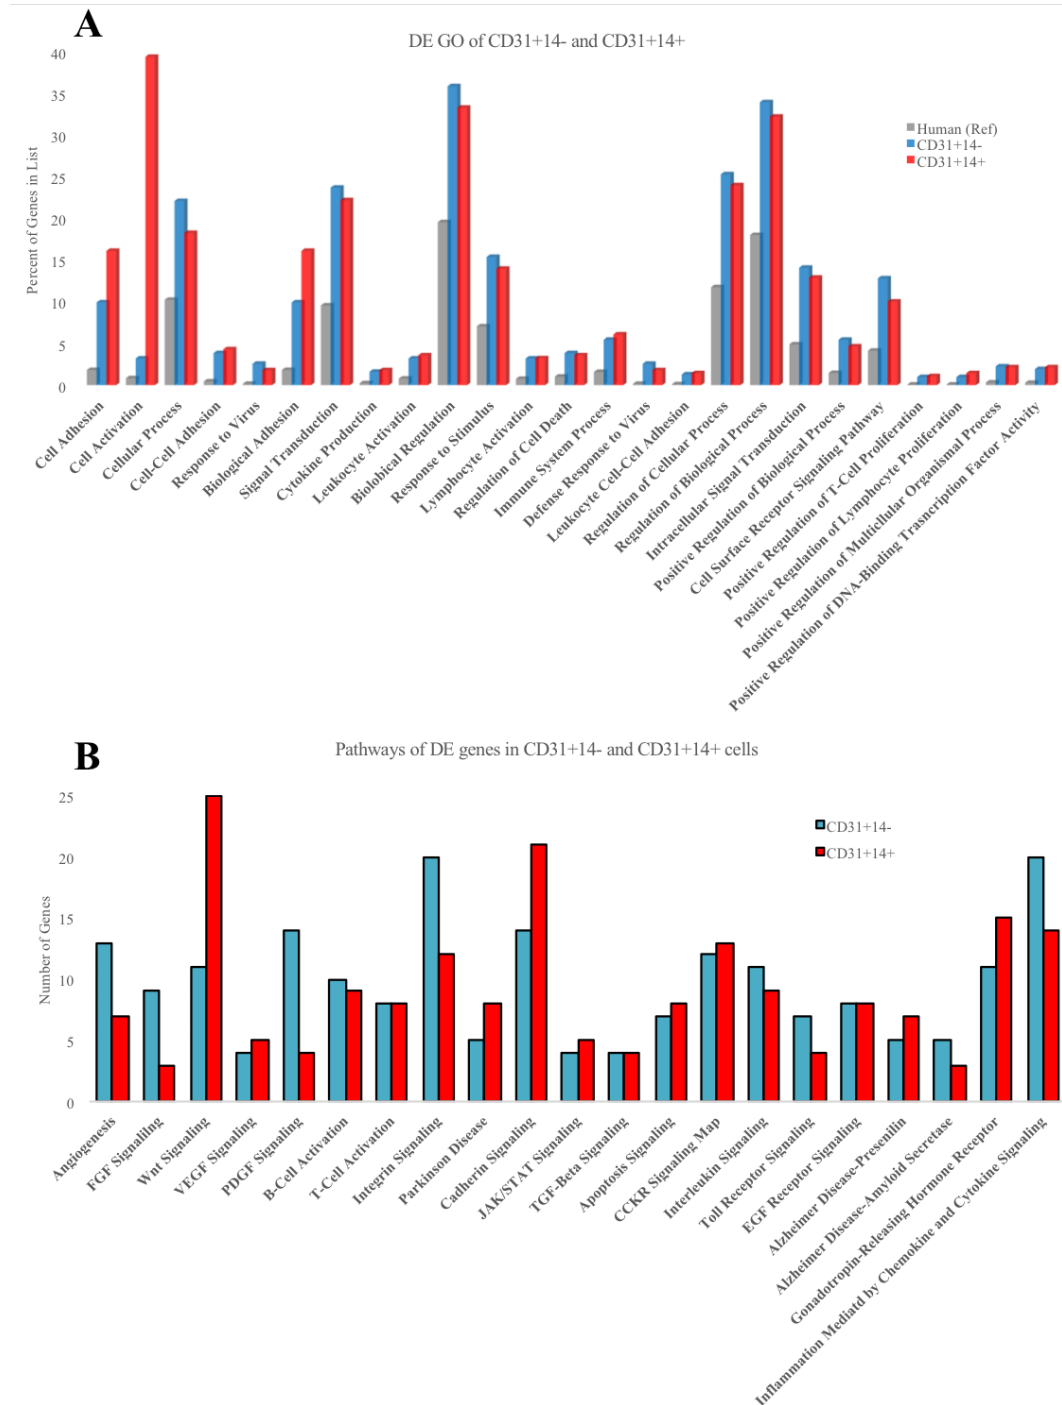 A
DE GO of CD31+14- and CD31+14+
40
35
30
25
20
15
10
5
0
Percent of Genes in List
Human (Ref)
CD31+14-
CD31+14+
Cell Adhesion
Cell Activation
Cellular Process
Cell-Cell Adhesion
Response to Virus
Biological Adhesion
Signal Transduction
Cytokine Production
Leukocyte Activation
Biolobical Regulation
Response to Stimulus
Lymphocyte Activation
Regulation of Cell Death
Immune System Process
Defense Response to Virus
Leukocyte Cell-Cell Adhesion
Regulation of Cellular Process
Regulation of Biological Process
Intracellular Signal Transduction
Positive Regulation of Biological Process
Cell Surface Receptor Signaling Pathway
Positive Regulation of T-Cell Proliferation
Positive Regulation of Lymphocyte Proliferation
Positive Regulation of Multicllular Organismal Process
Positive Regulation of DNA-Binding Trasncription Factor Activity
B
Pathways of DE genes in CD31+14- and CD31+14+ cells
25
20
15
10
5
0
Number of Genes
CD31+14-
CD31+14+
Angiogenesis
FGF Signaliing
Wnt Signaling
VEGF Signaling
PDGF Signaling
B-Cell Activation
T-Cell Activation
Integrin Signaling
Parkinson Disease
Cadherin Signaling
JAK/STAT Signaling
TGF-Beta Signaling
Apoptosis Signaling
CCKR Signaling Map
Interleukin Signaling
Toll Receptor Signaling
EGF Receptor Signaling
Alzheimer Disease-Presenilin
Alzheimer Disease-Amyloid Secretase
Gonadotropin-Releasing Hormone Receptor
Inflammation Mediatd by Chemokine and Cytokine Signaling